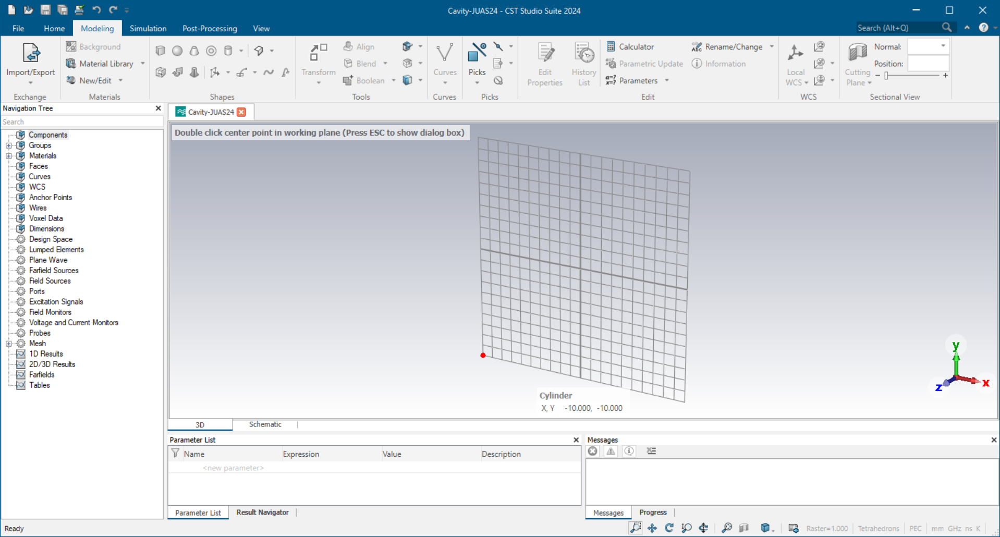 Cavity-JUAS24 - CST Studio Suite 2024
File Home Modeling Simulation Post-Processing View
Search (Alt+Q)
Import/Export
Exchange
Background
Material Library
New/Edit
Materials
Shapes
Transform
Align
Blend
Boolean
Tools
Curves
Curves
Picks
Picks
Edit Properties
History List
Calculator
Parametric Update
Parameters
Rename/Change
Information
Edit
Local WCS
WCS
Cutting Plane
Normal:
Position:
Sectional View
Navigation Tree
Search
Components
Groups
Materials
Faces
Curves
WCS
Anchor Points
Wires
Voxel Data
Dimensions
Design Space
Lumped Elements
Plane Wave
Farfield Sources
Field Sources
Ports
Excitation Signals
Field Monitors
Voltage and Current Monitors
Probes
Mesh
1D Results
2D/3D Results
Farfields
Tables
Cavity-JUAS24
Double click center point in working plane (Press ESC to show dialog box)
Cylinder
X, Y -10.000, -10.000
y
x
z
3D Schematic
Parameter List
Name Expression Value Description
<new parameter>
Parameter List Result Navigator
Messages
Messages Progress
Ready
Raster=1.000 Tetrahedrons PEC mm GHz ns K